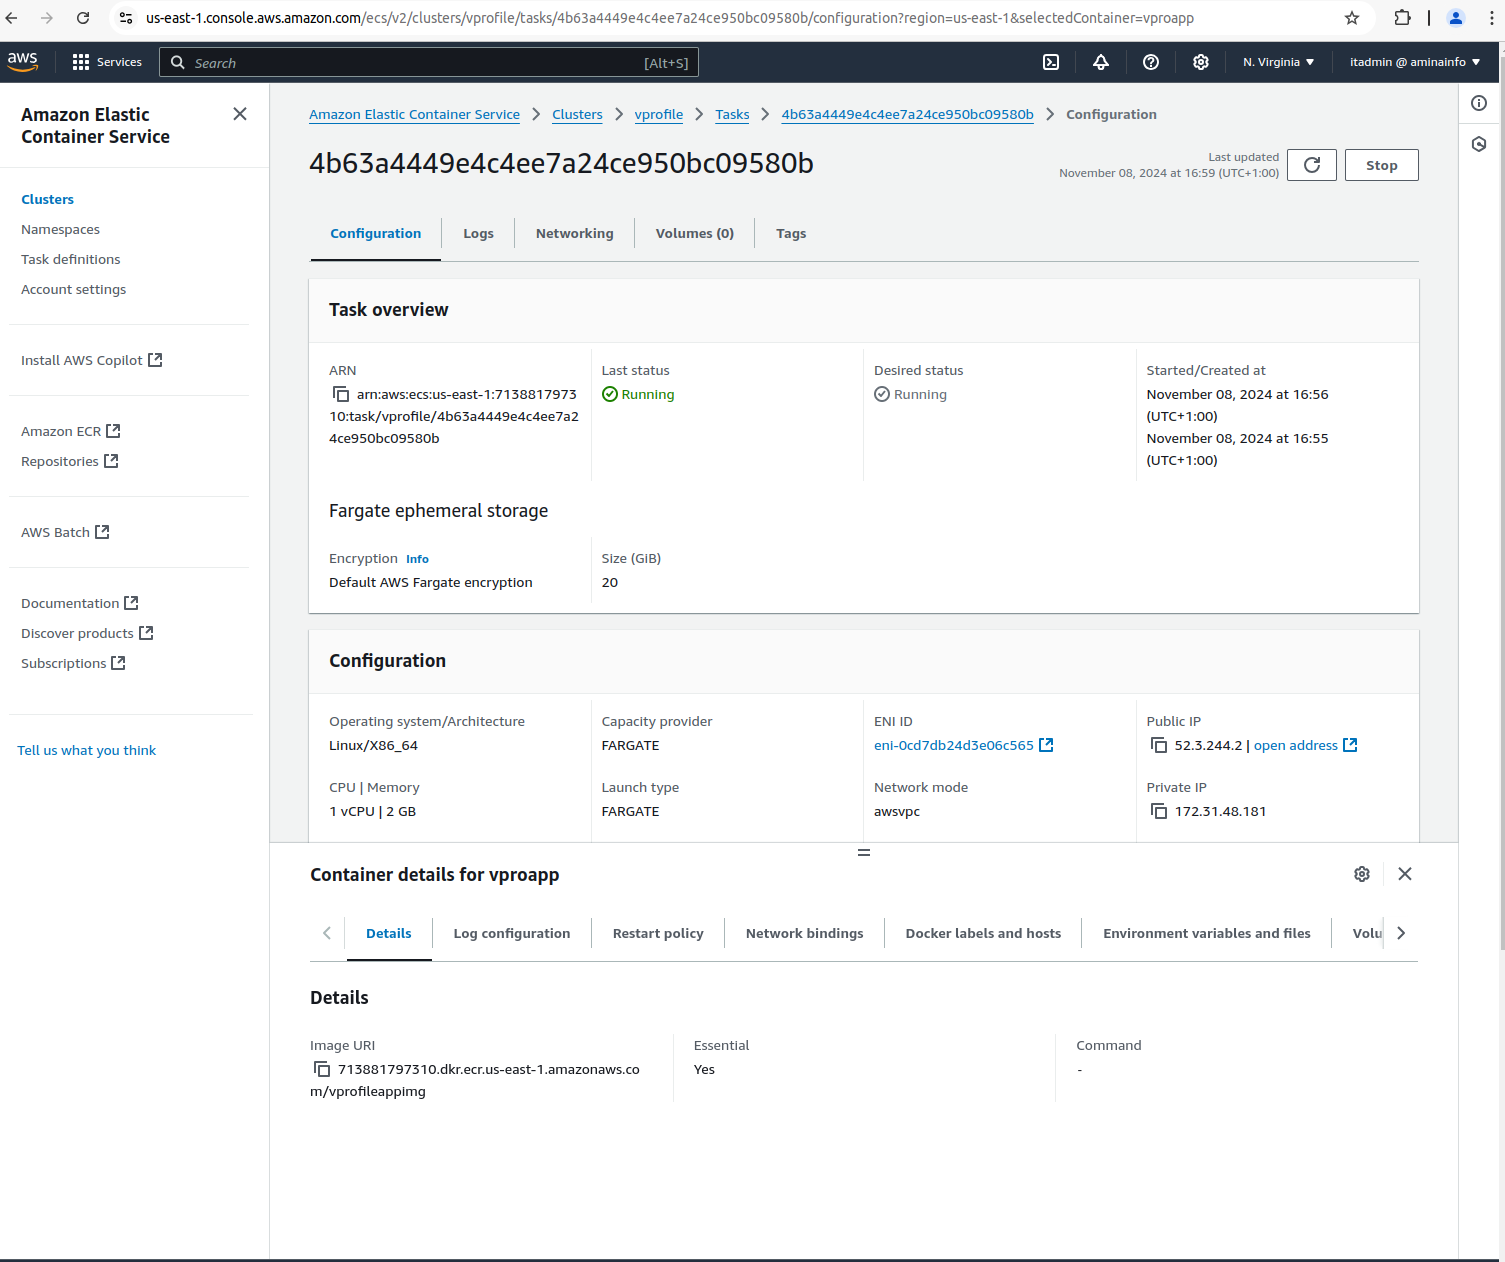 us-east-1.console.aws.amazon.com/ecs/v2/clusters/vprofile/tasks/4b63a4449e4c4ee7a24ce950bc09580b/configuration?region=us-east-1&selectedContainer=vproapp
aws
Services
Search
[Alt+S]
N. Virginia
itadmin @ aminainfo
Amazon Elastic
Container Service
Clusters
Namespaces
Task definitions
Account settings
Install AWS Copilot
Amazon ECR
Repositories
AWS Batch
Documentation
Discover products
Subscriptions
Tell us what you think
Amazon Elastic Container Service > Clusters > vprofile > Tasks > 4b63a4449e4c4ee7a24ce950bc09580b > Configuration
4b63a4449e4c4ee7a24ce950bc09580b
Last updated
November 08, 2024 at 16:59 (UTC+1:00)
Stop
Configuration
Logs
Networking
Volumes (0)
Tags
Task overview
ARN
arn:aws:ecs:us-east-1:7138817973
10:task/vprofile/4b63a4449e4c4ee7a2
4ce950bc09580b
Last status
Running
Desired status
Running
Started/Created at
November 08, 2024 at 16:56
(UTC+1:00)
November 08, 2024 at 16:55
(UTC+1:00)
Fargate ephemeral storage
Encryption Info
Default AWS Fargate encryption
Size (GiB)
20
Configuration
Operating system/Architecture
Linux/X86_64
Capacity provider
FARGATE
ENI ID
eni-0cd7db24d3e06c565
Public IP
52.3.244.2 | open address
CPU | Memory
1 vCPU | 2 GB
Launch type
FARGATE
Network mode
awsvpc
Private IP
172.31.48.181
Container details for vproapp
Details
Log configuration
Restart policy
Network bindings
Docker labels and hosts
Environment variables and files
Volu
Details
Image URI
713881797310.dkr.ecr.us-east-1.amazonaws.co
m/vprofileappimg
Essential
Yes
Command
-